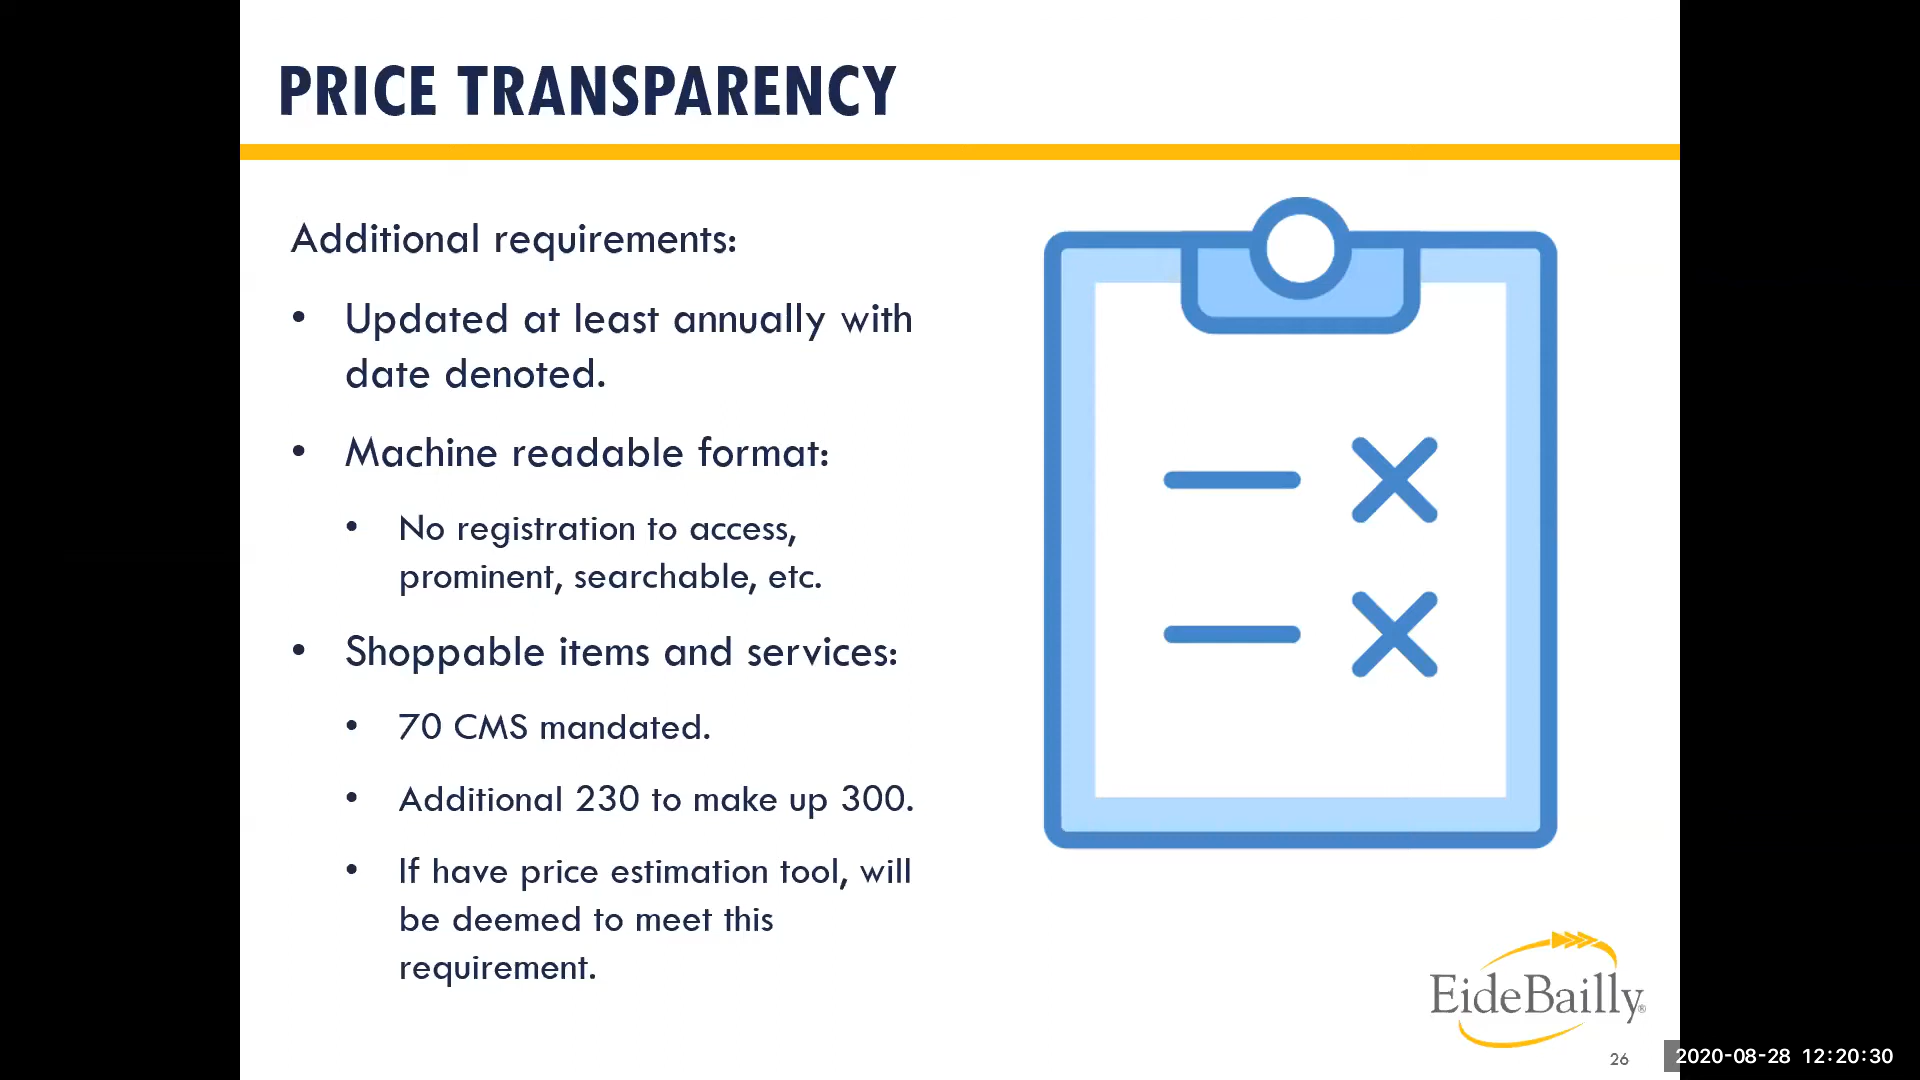 PRICE TRANSPARENCY
Additional requirements:
• Updated at least annually with
date denoted.
• Machine readable format:
• No registration to access,
prominent, searchable, etc.
• Shoppable items and services:
• 70 CMS mandated.
• Additional 230 to make up 300.
• If have price estimation tool, will
be deemed to meet this
requirement.
EideBailly®
26
2020-08-28 12:20:30